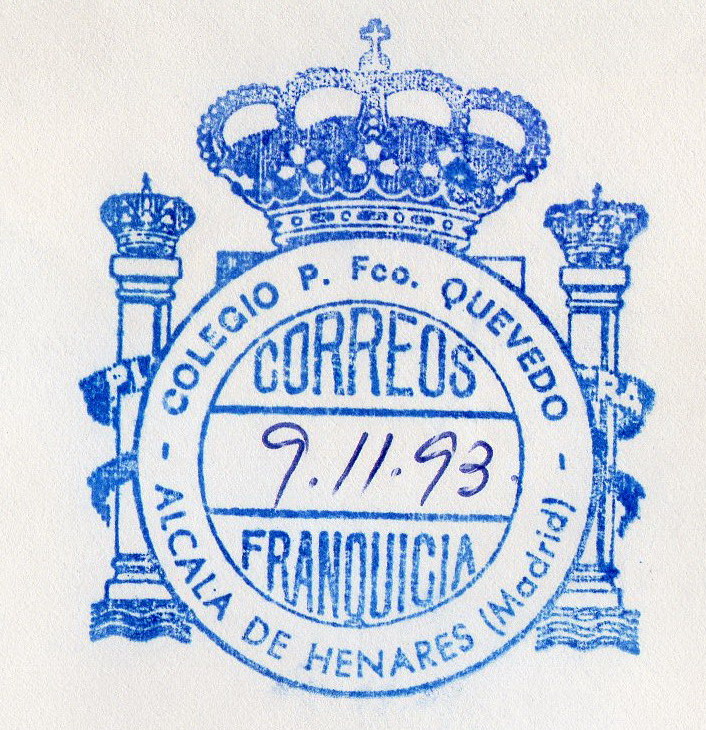 COLEGIO P. Fco. QUEVEDO
CORREOS
9.11.93.
FRANQUICIA
- ALCALA DE HENARES (Madrid) -